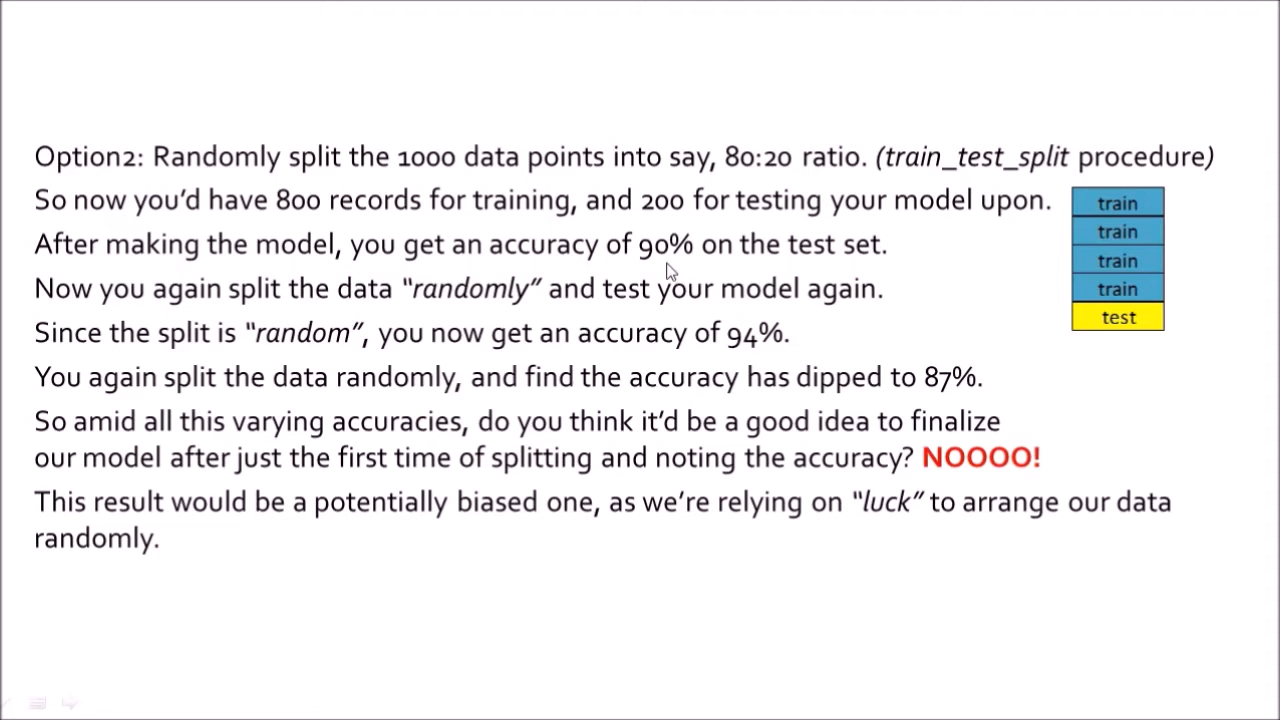 Option2: Randomly split the 1000 data points into say, 80:20 ratio. (train_test_split procedure)
So now you'd have 800 records for training, and 200 for testing your model upon.
After making the model, you get an accuracy of 90% on the test set.
Now you again split the data “randomly” and test your model again.
Since the split is “random”, you now get an accuracy of 94%.
You again split the data randomly, and find the accuracy has dipped to 87%.
So amid all this varying accuracies, do you think it'd be a good idea to finalize
our model after just the first time of splitting and noting the accuracy? NOOOO!
This result would be a potentially biased one, as we're relying on “luck” to arrange our data
randomly.
train
train
train
train
test